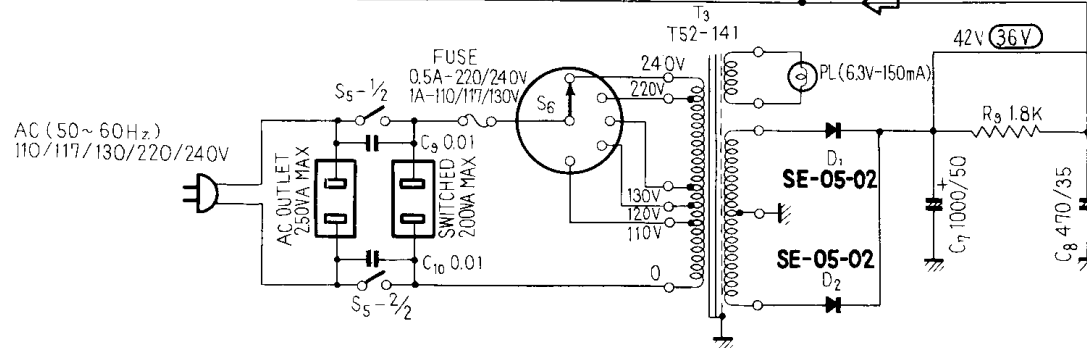 T3
T52-141
42V 36V
FUSE
0.5A-220/240V
1A-110/117/130V
240V
220V
PL (6.3V-150mA)
S5-1/2
S6
AC (50~60Hz)
110/117/130/220/240V
C9 0.01
R9 1.8K
D1
SE-05-02
AC OUTLET
250VA MAX
SWITCHED
200VA MAX
130V
120V
110V
+
C7 1000/50
C8 470/35
C10 0.01
SE-05-02
D2
0
S5-2/2